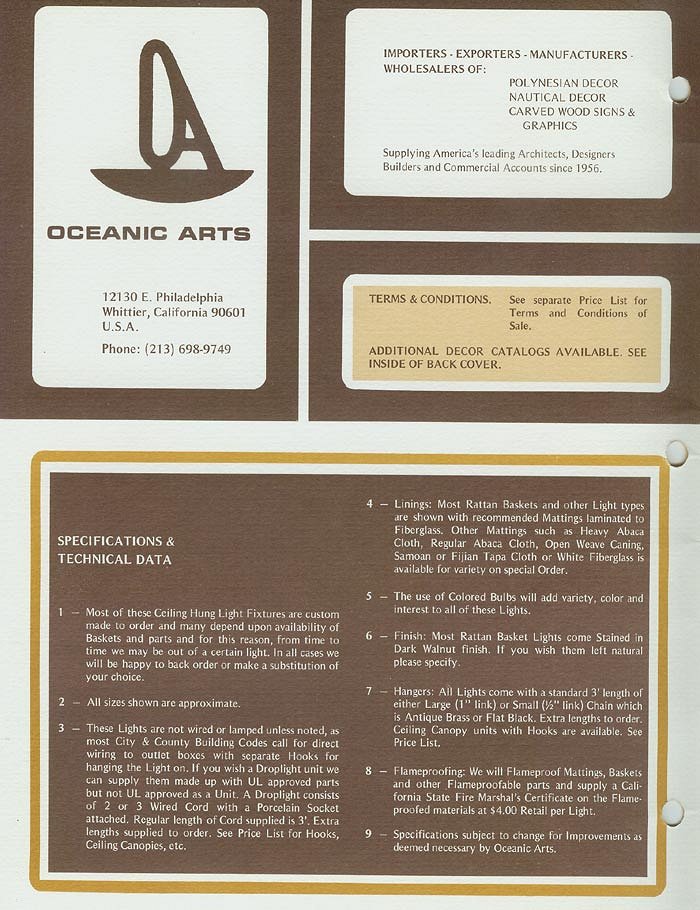 OCEANIC ARTS
12130 E. Philadelphia
Whittier, California 90601
U.S.A.
Phone: (213) 698-9749
IMPORTERS - EXPORTERS - MANUFACTURERS -
WHOLESALERS OF:
POLYNESIAN DECOR
NAUTICAL DECOR
CARVED WOOD SIGNS &
GRAPHICS
Supplying America's leading Architects, Designers
Builders and Commercial Accounts since 1956.
TERMS & CONDITIONS. See separate Price List for
Terms and Conditions of
Sale.
ADDITIONAL DECOR CATALOGS AVAILABLE. SEE
INSIDE OF BACK COVER.
SPECIFICATIONS &
TECHNICAL DATA
1 — Most of these Ceiling Hung Light Fixtures are custom
made to order and many depend upon availability of
Baskets and parts and for this reason, from time to
time we may be out of a certain light. In all cases we
will be happy to back order or make a substitution of
your choice.
2 — All sizes shown are approximate.
3 — These Lights are not wired or lamped unless noted, as
most City & County Building Codes call for direct
wiring to outlet boxes with separate Hooks for
hanging the Light on. If you wish a Droplight unit we
can supply them made up with UL approved parts
but not UL approved as a Unit. A Droplight consists
of 2 or 3 Wired Cord with a Porcelain Socket
attached. Regular length of Cord supplied is 3'. Extra
lengths supplied to order. See Price List for Hooks,
Ceiling Canopies, etc.
4 — Linings: Most Rattan Baskets and other Light types
are shown with recommended Mattings laminated to
Fiberglass. Other Mattings such as Heavy Abaca
Cloth, Regular Abaca Cloth, Open Weave Caning,
Samoan or Fijian Tapa Cloth or White Fiberglass is
available for variety on special Order.
5 — The use of Colored Bulbs will add variety, color and
interest to all of these Lights.
6 — Finish: Most Rattan Basket Lights come Stained in
Dark Walnut finish. If you wish them left natural
please specify.
7 — Hangers: All Lights come with a standard 3' length of
either Large (1" link) or Small (½" link) Chain which
is Antique Brass or Flat Black. Extra lengths to order.
Ceiling Canopy units with Hooks are available. See
Price List.
8 — Flameproofing: We will Flameproof Mattings, Baskets
and other Flameproofable parts and supply a Cali-
fornia State Fire Marshal's Certificate on the Flame-
proofed materials at $4.00 Retail per Light.
9 — Specifications subject to change for Improvements as
deemed necessary by Oceanic Arts.